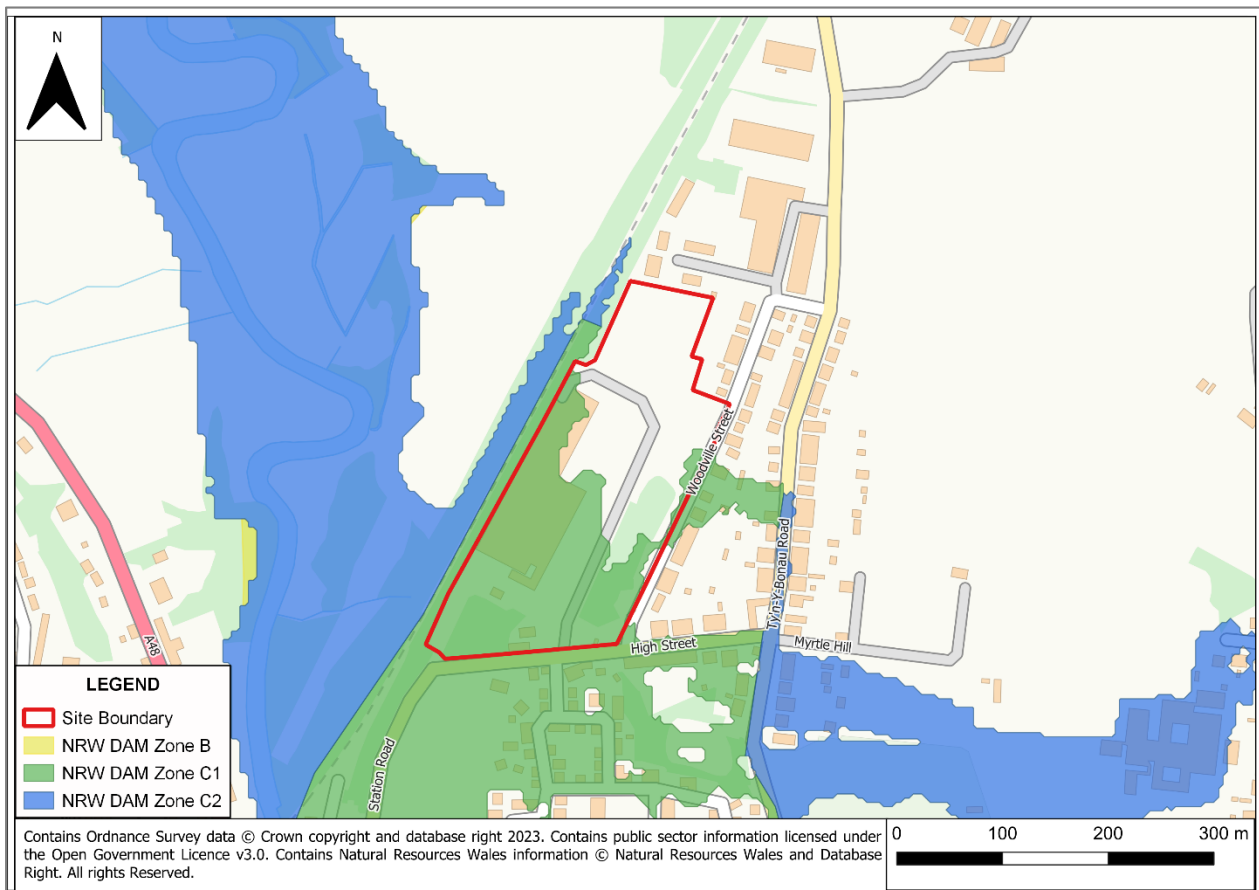 N
Woodville Street
Ty'n-Y-Bonau Road
High Street
Myrtle Hill
A48
Station Road
LEGEND
Site Boundary
NRW DAM Zone B
NRW DAM Zone C1
NRW DAM Zone C2
Contains Ordnance Survey data © Crown copyright and database right 2023. Contains public sector information licensed under
the Open Government Licence v3.0. Contains Natural Resources Wales information © Natural Resources Wales and Database
Right. All rights Reserved.
0 100 200 300 m